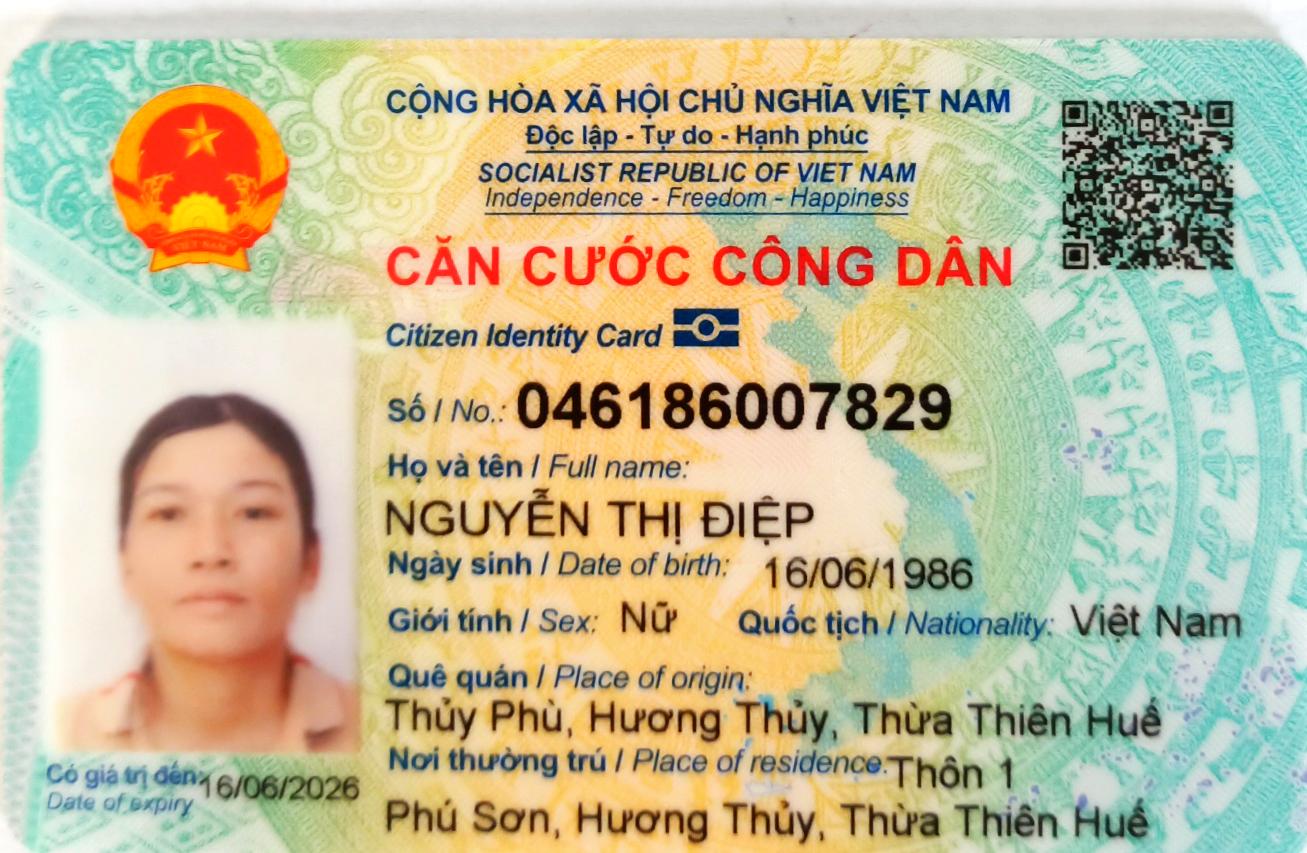 CỘNG HÒA XÃ HỘI CHỦ NGHĨA VIỆT NAM
Độc lập - Tự do - Hạnh phúc
SOCIALIST REPUBLIC OF VIET NAM
Independence - Freedom - Happiness
CĂN CƯỚC CÔNG DÂN
Citizen Identity Card
Số / No.: 046186007829
Họ và tên / Full name:
NGUYỄN THỊ ĐIỆP
Ngày sinh / Date of birth: 16/06/1986
Giới tính / Sex: Nữ Quốc tịch / Nationality: Việt Nam
Quê quán / Place of origin:
Thủy Phù, Hương Thủy, Thừa Thiên Huế
Nơi thường trú / Place of residence: Thôn 1
Phú Sơn, Hương Thủy, Thừa Thiên Huế
Có giá trị đến: 16/06/2026
Date of expiry
VIỆT NAM